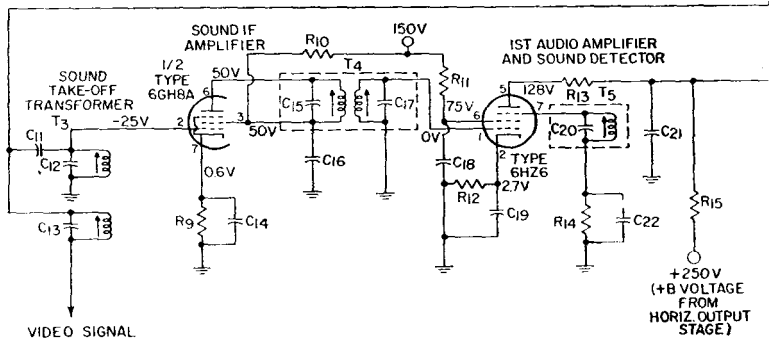 SOUND IF
AMPLIFIER
150V
1ST AUDIO AMPLIFIER
AND SOUND DETECTOR
SOUND
TAKE-OFF
TRANSFORMER
T3
1/2
TYPE
6GH8A
50V
6
R10
T4
C15
C17
R11
75V
5
128V
R13
T5
7
C20
C21
-25V
2
3
7
50V
0V
6
1
2
C11
C12
C16
C18
TYPE
6HZ6
0.6V
R12
2.7V
C13
R9
C14
C19
R14
C22
R15
+250V
(+B VOLTAGE
FROM
HORIZ. OUTPUT
STAGE)
VIDEO SIGNAL